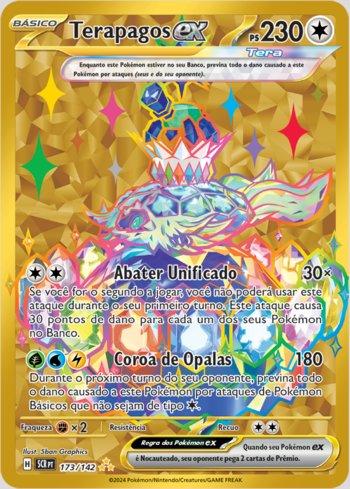 BÁSICO Terapagos ex PS 230
Tera
Enquanto este Pokémon estiver no seu Banco, previna todo o dano causado a este
Pokémon por ataques (seus e do seu oponente).
Abater Unificado 30×
Se você for o segundo a jogar, você não poderá usar este
ataque durante o seu primeiro turno. Este ataque causa
30 pontos de dano para cada um dos seus Pokémon
no Banco.
Coroa de Opalas 180
Durante o próximo turno do seu oponente, previna todo
o dano causado a este Pokémon por ataques de Pokémon
Básicos que não sejam de tipo
Fraqueza ×2 Resistência Recuo
Ilustr. 5ban Graphics
Regra dos Pokémon ex
Quando seu Pokémon ex
é Nocauteado, seu oponente pega 2 cartas de Prêmio.
H SCR PT 173/142
©2024 Pokémon/Nintendo/Creatures/GAME FREAK